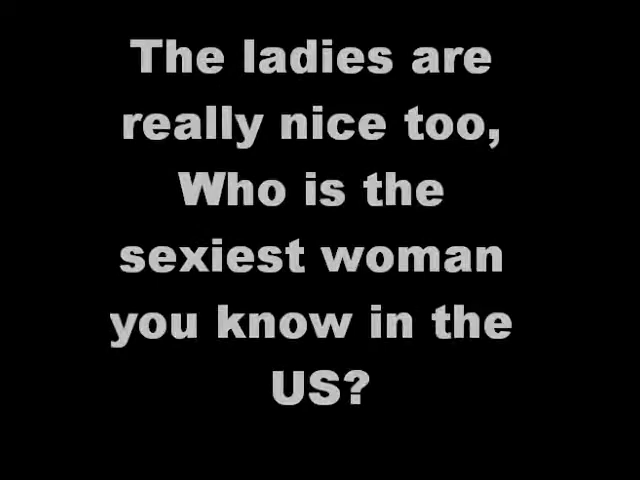 The ladies are
really nice too,
Who is the
sexiest woman
you know in the
US?